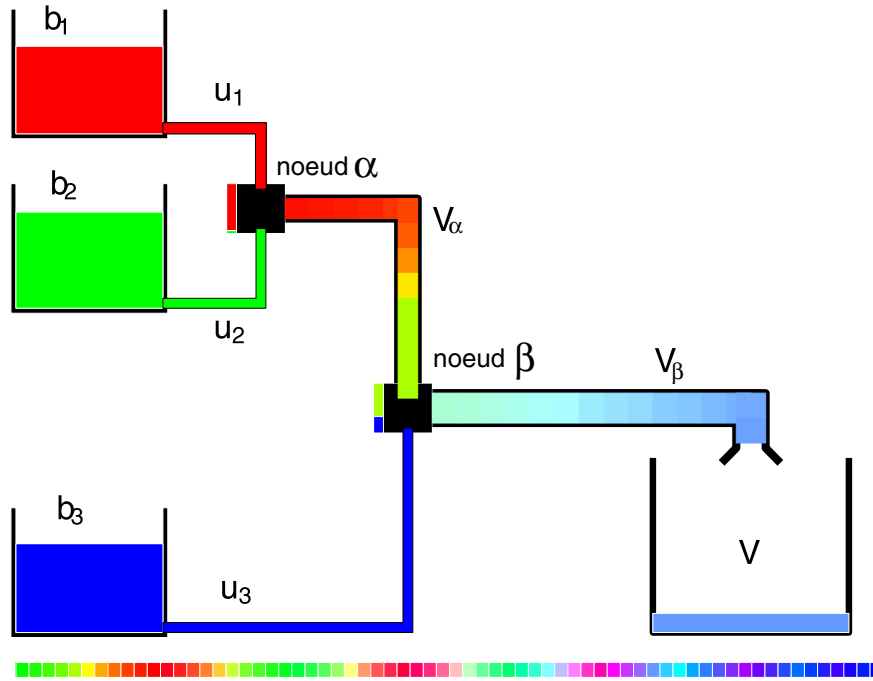 b1
u1
noeud α
b2
Vα
u2
noeud β
Vβ
b3
V
u3